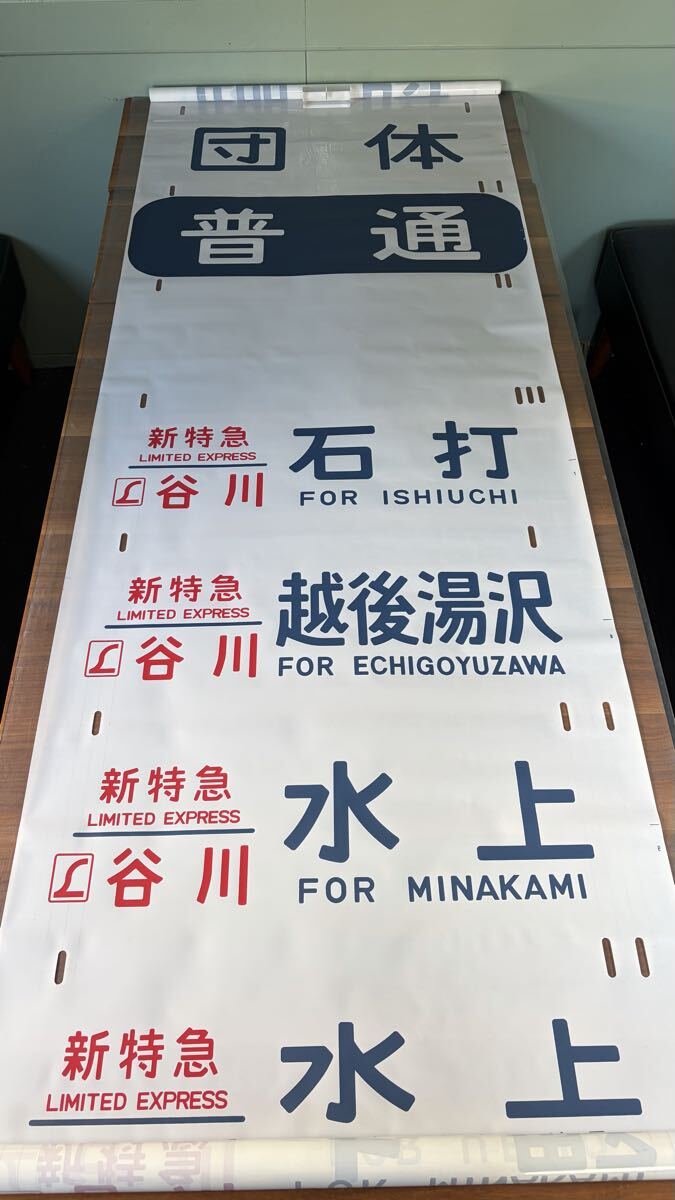 団体
普通
新特急 石打
LIMITED EXPRESS
谷川 FOR ISHIUCHI
新特急 越後湯沢
LIMITED EXPRESS
谷川 FOR ECHIGOYUZAWA
新特急 水上
LIMITED EXPRESS
谷川 FOR MINAKAMI
新特急 水上
LIMITED EXPRESS